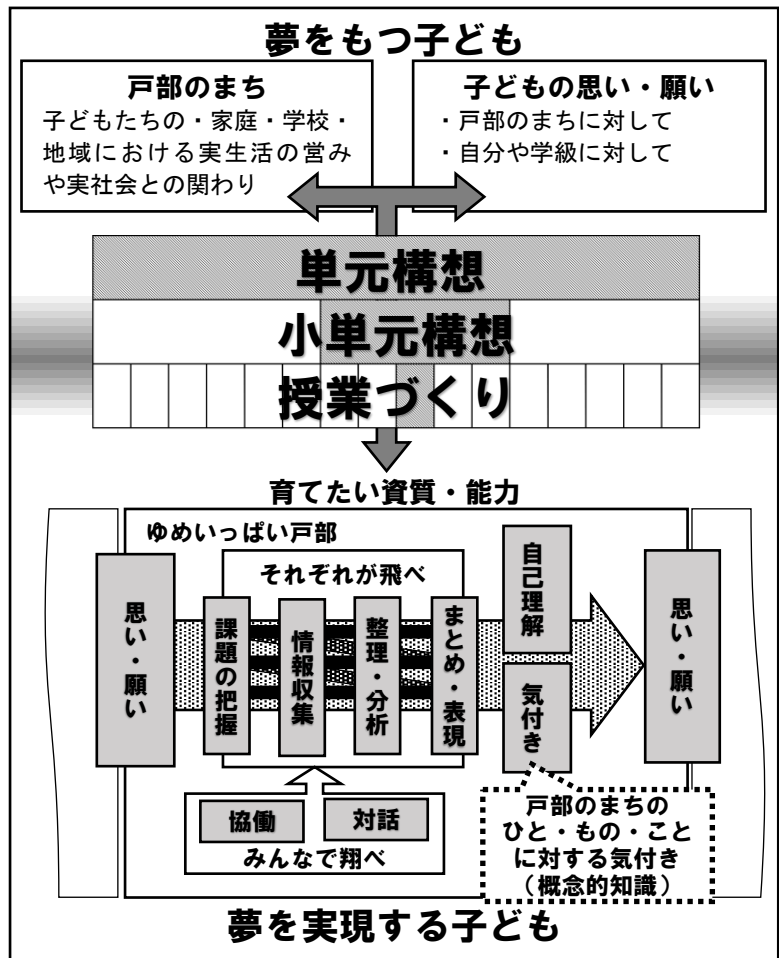 夢をもつ子ども
戸部のまち
子どもたちの・家庭・学校・
地域における実生活の営み
や実社会との関わり
子どもの思い・願い
・戸部のまちに対して
・自分や学級に対して
単元構想
小単元構想
授業づくり
育てたい資質・能力
ゆめいっぱい戸部
それぞれが飛べ
思い・願い
課題の把握
情報収集
整理・分析
まとめ・表現
自己理解
気付き
思い・願い
協働
対話
みんなで翔べ
戸部のまちの
ひと・もの・こと
に対する気付き
（概念的知識）
夢を実現する子ども